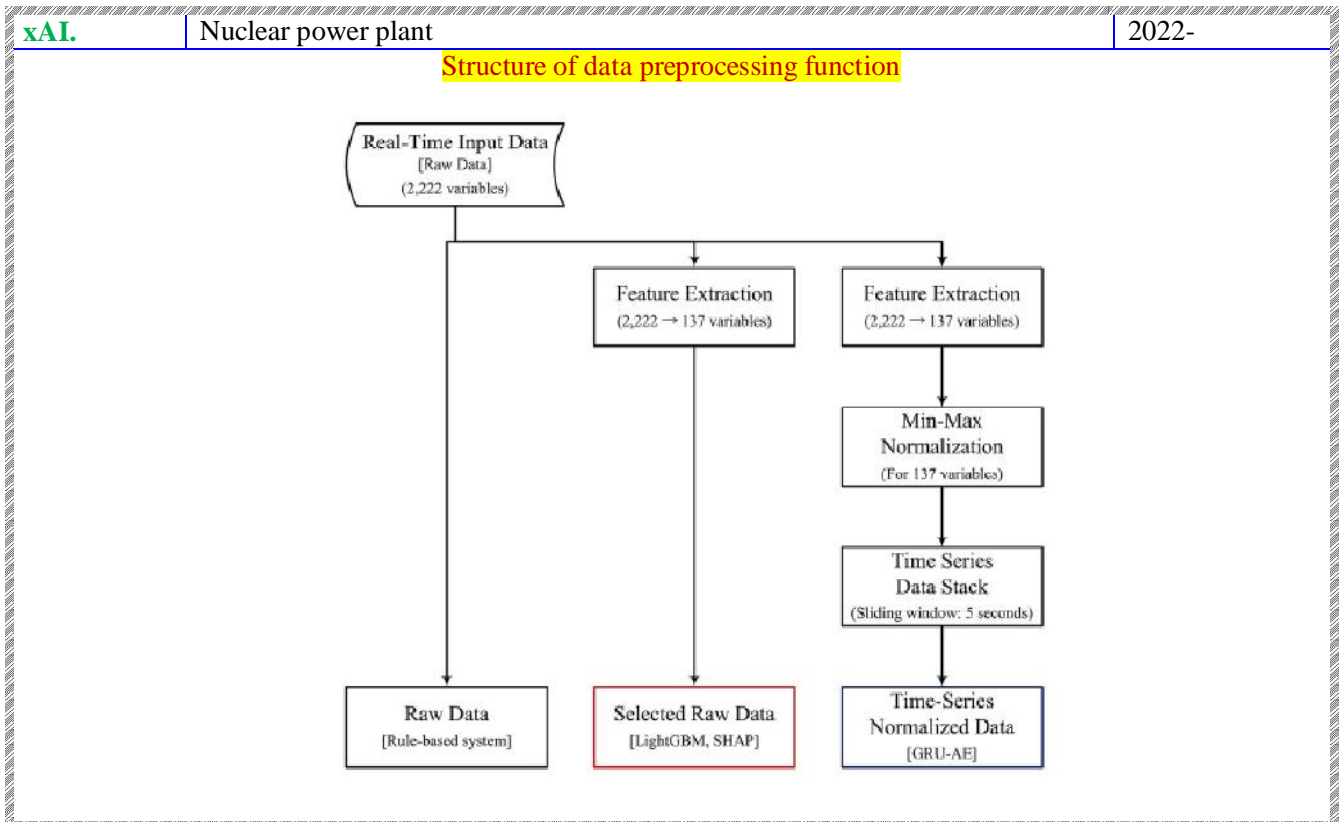 xAI. Nuclear power plant 2022-
Structure of data preprocessing function
Real-Time Input Data
[Raw Data]
(2,222 variables)
Feature Extraction
(2,222 → 137 variables)
Feature Extraction
(2,222 → 137 variables)
Min-Max
Normalization
(For 137 variables)
Time Series
Data Stack
(Sliding window: 5 seconds)
Raw Data
[Rule-based system]
Selected Raw Data
[LightGBM, SHAP]
Time-Series
Normalized Data
[GRU-AE]